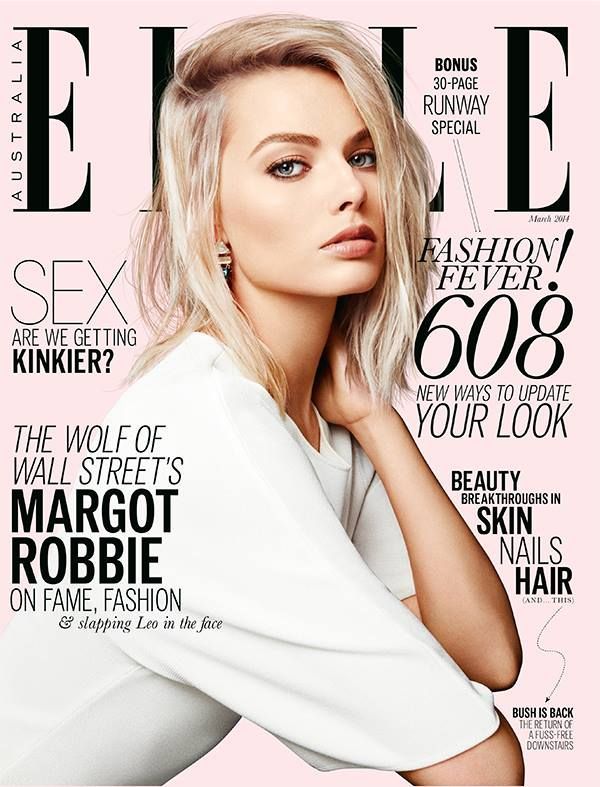 AUSTRALIA
ELLE
BONUS
30-PAGE
RUNWAY
SPECIAL
March 2014
FASHION
FEVER!
608
NEW WAYS TO UPDATE
YOUR LOOK
SEX
ARE WE GETTING
KINKIER?
THE WOLF OF
WALL STREET'S
MARGOT
ROBBIE
ON FAME, FASHION
& slapping Leo in the face
BEAUTY
BREAKTHROUGHS IN
SKIN
NAILS
HAIR
(AND... THIS)
BUSH IS BACK
THE RETURN OF
A FUSS-FREE
DOWNSTAIRS